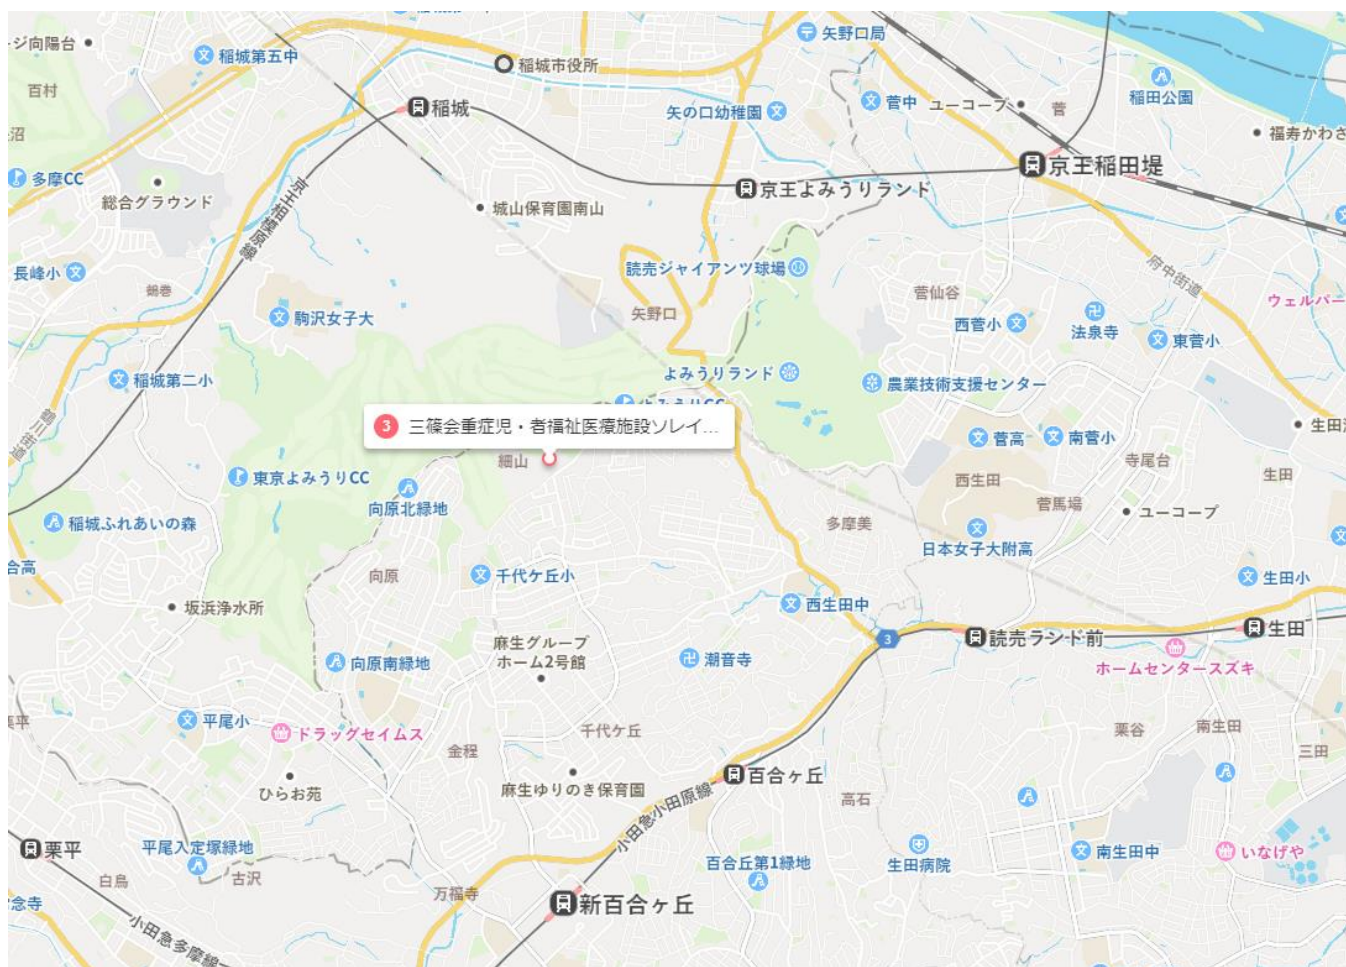 ジ向陽台
稲城第五中
稲城市役所
矢野口局
百村
稲城
矢の口幼稚園
菅中
ユーコープ
菅
稲田公園
福寿かわさ
多摩CC
総合グラウンド
京王相模原線
城山保育園南山
京王よみうりランド
京王稲田堤
府中街道
長峰小
鶴巻
駒沢女子大
読売ジャイアンツ球場
矢野口
菅仙谷
西菅小
法泉寺
東菅小
ウェルパー
稲城第二小
よみうりランド
農業技術支援センター
よみうりCC
鶴川街道
3 三篠会重症児・者福祉医療施設ソレイ...
細山
菅高
南菅小
寺尾台
生田
東京よみうりCC
向原北緑地
西生田
菅馬場
ユーコープ
稲城ふれあいの森
多摩美
日本女子大附高
合高
向原
千代ケ丘小
西生田中
生田小
坂浜浄水所
麻生グループ
ホーム2号館
潮音寺
3
読売ランド前
生田
向原南緑地
ホームセンタースズキ
平尾小
ドラッグセイムス
金程
千代ケ丘
栗谷
南生田
三田
ひらお苑
麻生ゆりのき保育園
百合ヶ丘
高石
小田急小田原線
栗平
平尾入定塚緑地
白鳥
古沢
万福寺
百合丘第1緑地
生田病院
南生田中
いなげや
新百合ヶ丘
念寺
小田急多摩線